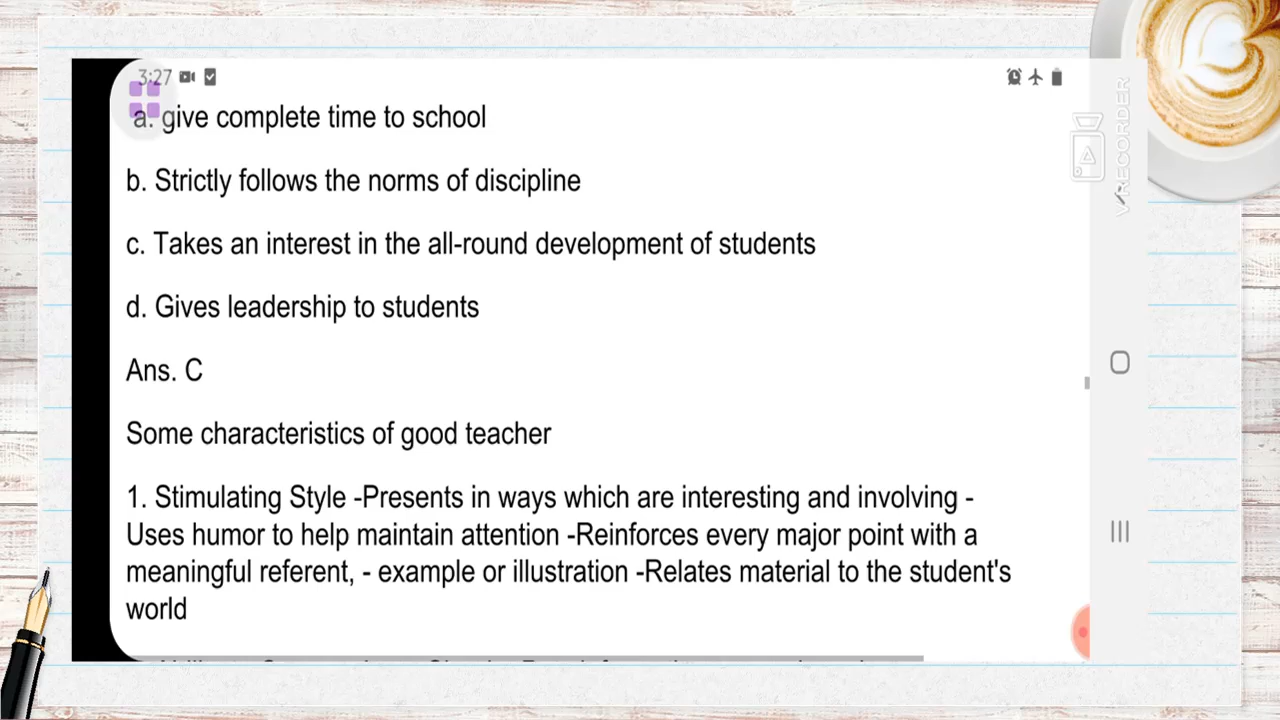 3:27
a. give complete time to school
b. Strictly follows the norms of discipline
c. Takes an interest in the all-round development of students
d. Gives leadership to students
Ans. C
Some characteristics of good teacher
1. Stimulating Style -Presents in ways which are interesting and involving -
Uses humor to help maintain attention -Reinforces every major point with a
meaningful referent, - example or illustration -Relates material to the student's
world
VRECORDER